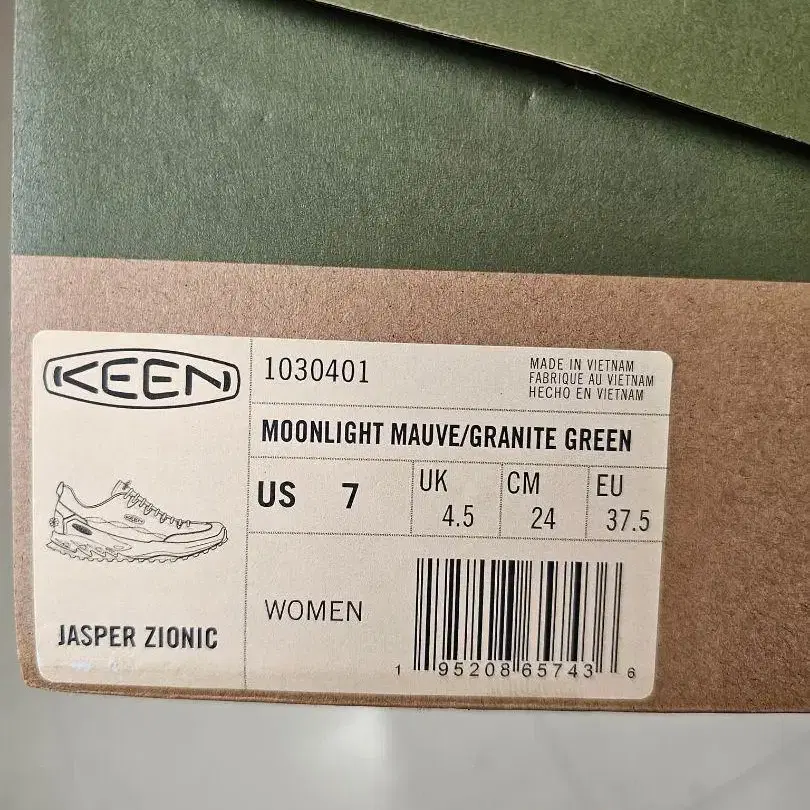 KEEN
1030401
MADE IN VIETNAM
FABRIQUE AU VIETNAM
HECHO EN VIETNAM
MOONLIGHT MAUVE/GRANITE GREEN
US 7
UK 4.5
CM 24
EU 37.5
JASPER ZIONIC
WOMEN
1 95208 65743 6